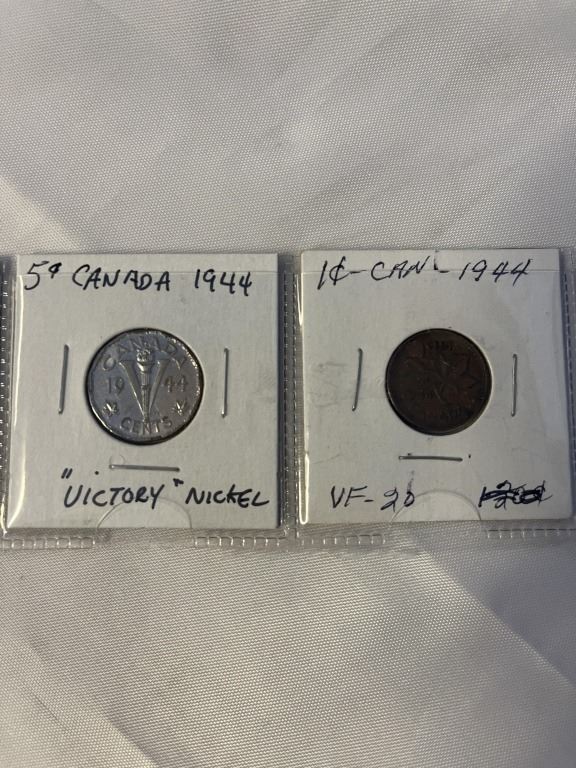 5¢ CANADA 1944
CANADA
19 44
CENTS
"VICTORY" NICKEL
1¢-CAN-1944
VF-20